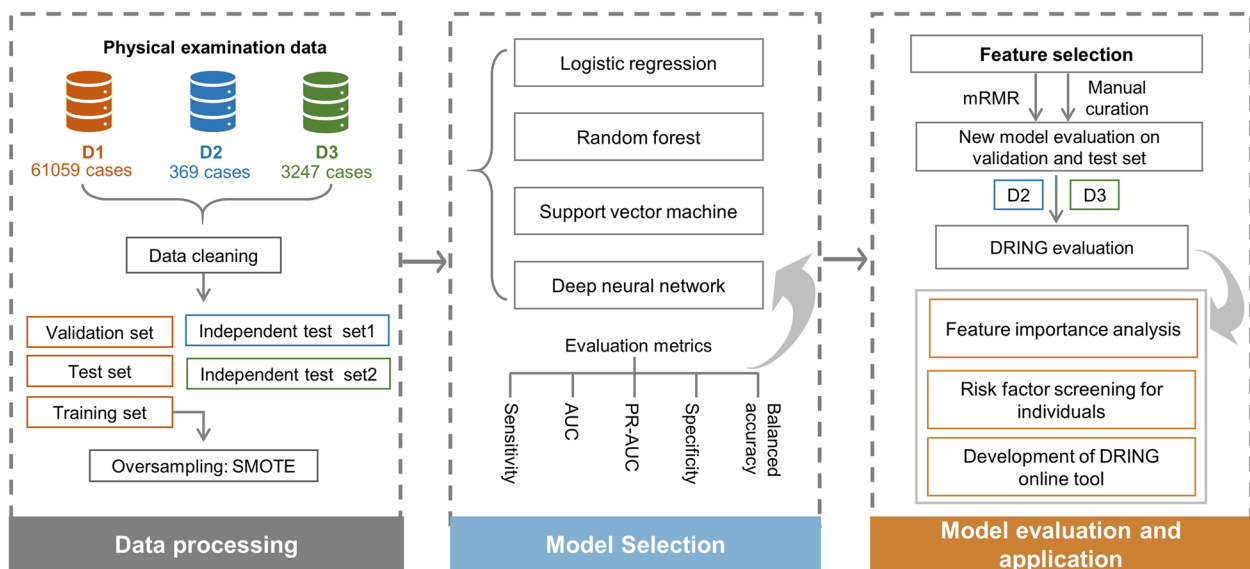 Physical examination data
D1
61059 cases
D2
369 cases
D3
3247 cases
Data cleaning
Validation set
Test set
Training set
Independent test set1
Independent test set2
Oversampling: SMOTE
Data processing
Logistic regression
Random forest
Support vector machine
Deep neural network
Evaluation metrics
Sensitivity
AUC
PR-AUC
Specificity
Balanced
accuracy
Model Selection
Feature selection
mRMR
Manual
curation
New model evaluation on
validation and test set
D2
D3
DRING evaluation
Feature importance analysis
Risk factor screening for
individuals
Development of DRING
online tool
Model evaluation and
application